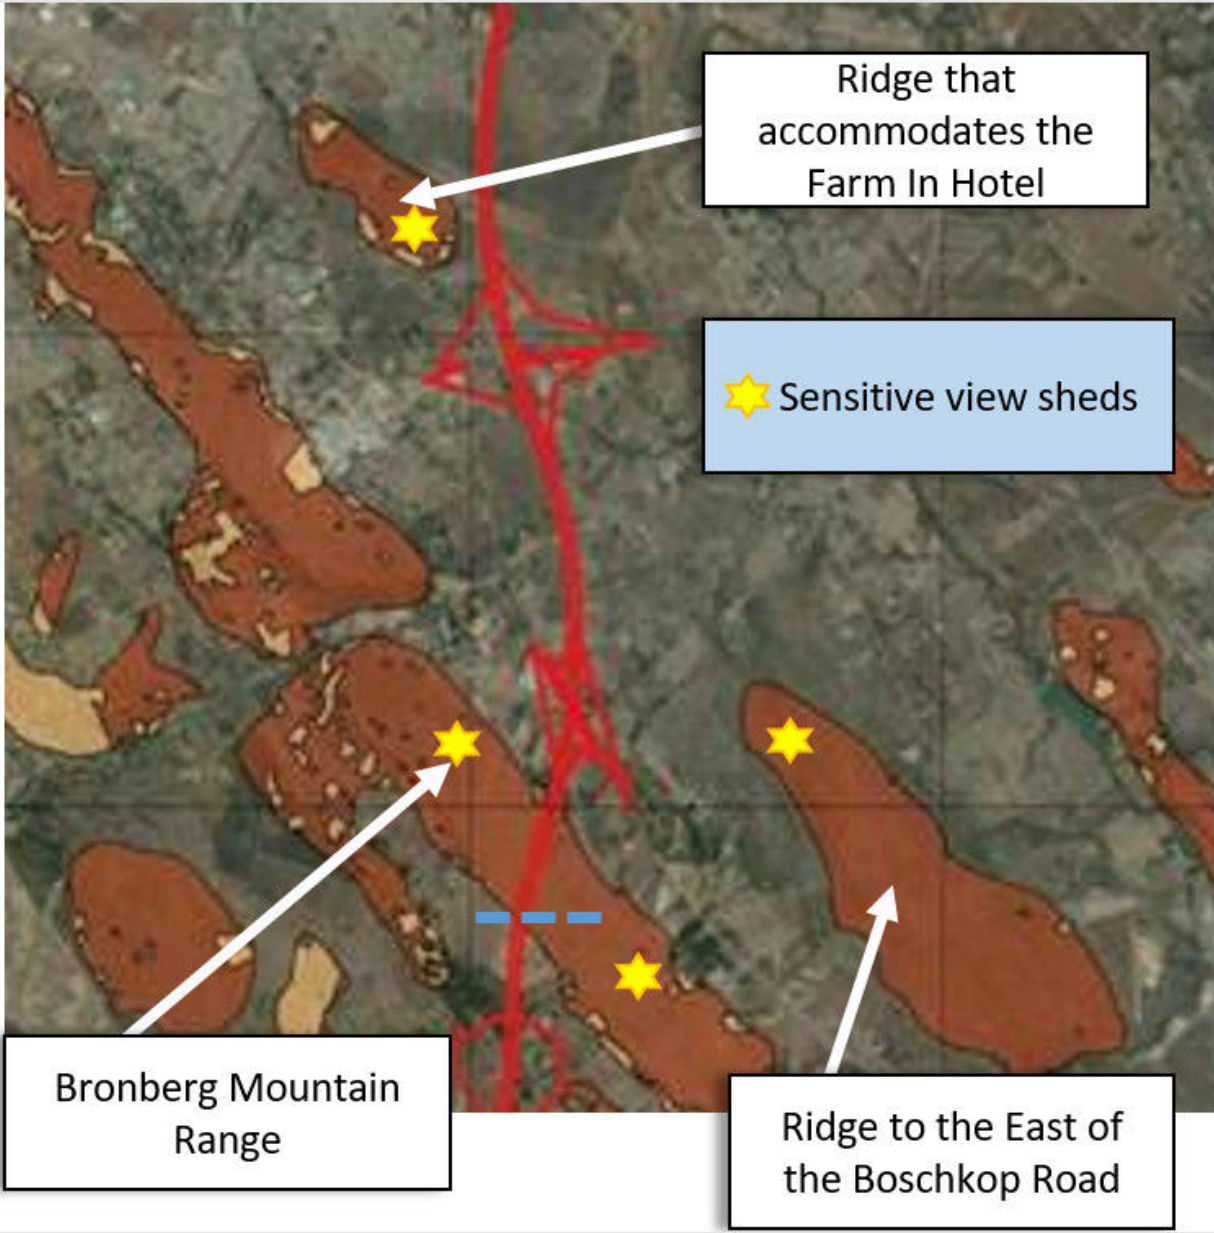 Ridge that
accommodates the
Farm In Hotel
Sensitive view sheds
Bronberg Mountain
Range
Ridge to the East of
the Boschkop Road